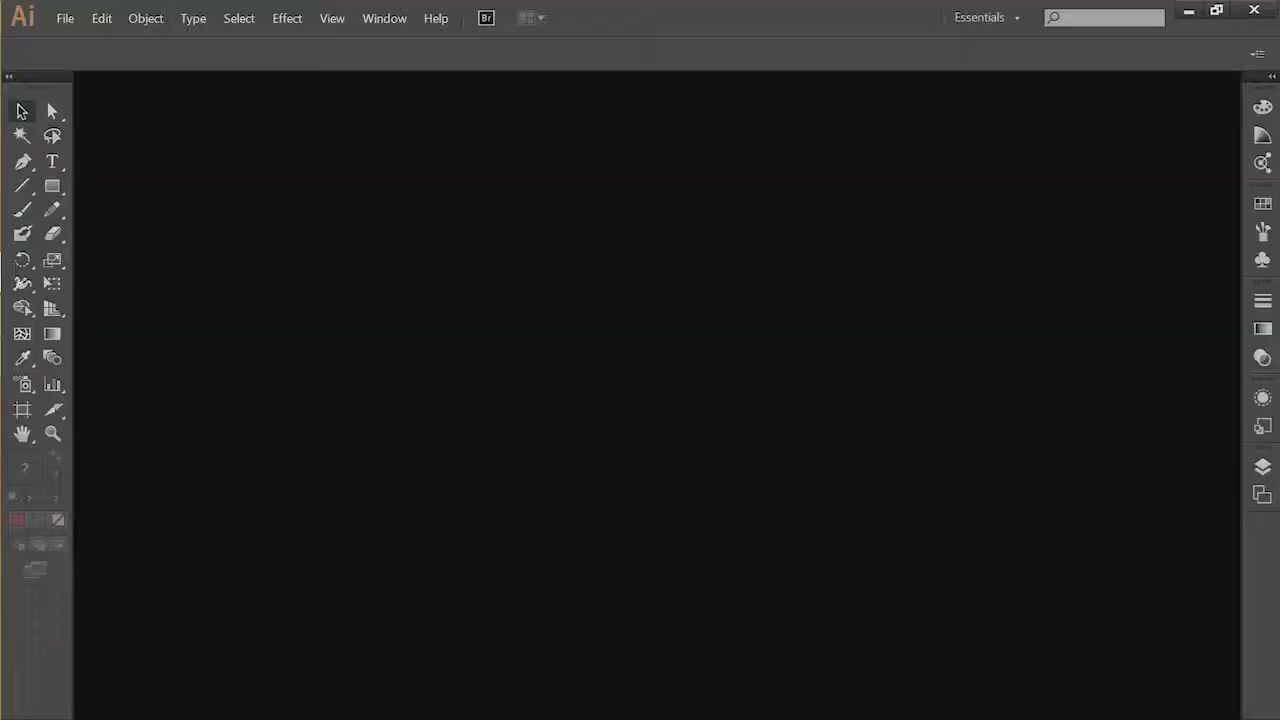 Ai File Edit Object Type Select Effect View Window Help Br Essentials
T
?
? ?